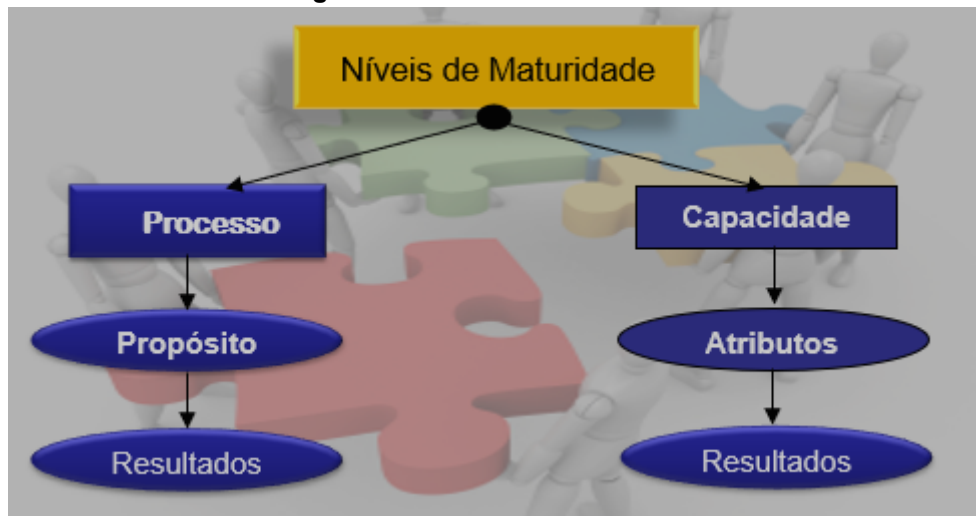 Níveis de Maturidade
Processo
Capacidade
Propósito
Atributos
Resultados
Resultados